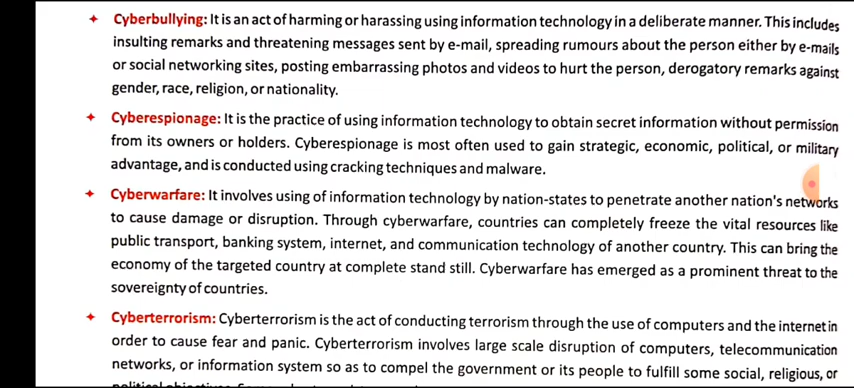 ✦ Cyberbullying: It is an act of harming or harassing using information technology in a deliberate manner. This includes
insulting remarks and threatening messages sent by e-mail, spreading rumours about the person either by e-mails
or social networking sites, posting embarrassing photos and videos to hurt the person, derogatory remarks against
gender, race, religion, or nationality.
✦ Cyberespionage: It is the practice of using information technology to obtain secret information without permission
from its owners or holders. Cyberespionage is most often used to gain strategic, economic, political, or military
advantage, and is conducted using cracking techniques and malware.
✦ Cyberwarfare: It involves using of information technology by nation-states to penetrate another nation's networks
to cause damage or disruption. Through cyberwarfare, countries can completely freeze the vital resources like
public transport, banking system, internet, and communication technology of another country. This can bring the
economy of the targeted country at complete stand still. Cyberwarfare has emerged as a prominent threat to the
sovereignty of countries.
✦ Cyberterrorism: Cyberterrorism is the act of conducting terrorism through the use of computers and the internet in
order to cause fear and panic. Cyberterrorism involves large scale disruption of computers, telecommunication
networks, or information system so as to compel the government or its people to fulfill some social, religious, or